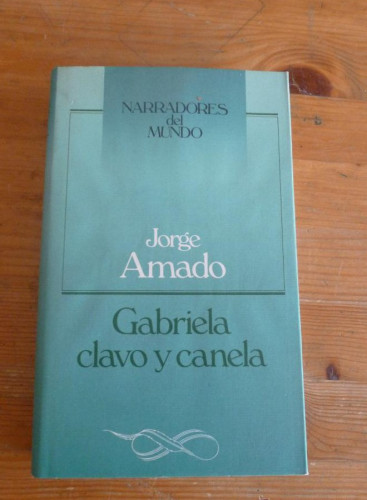 NARRADORES
del
MUNDO
Jorge
Amado
Gabriela
clavo y canela